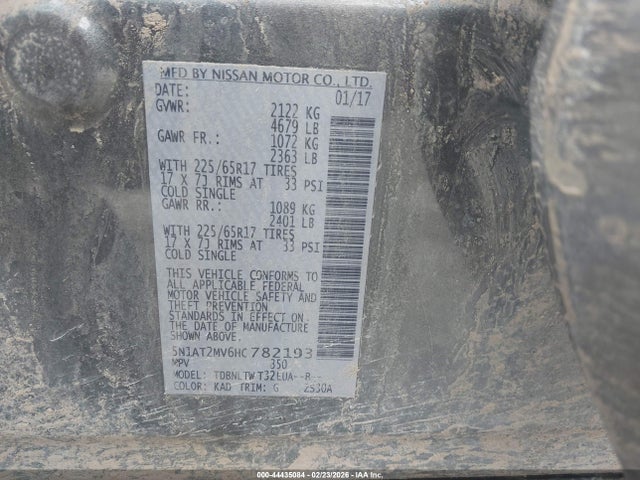 MFD BY NISSAN MOTOR CO., LTD.
DATE: 01/17
GVWR: 2122 KG
4679 LB
GAWR FR.: 1072 KG
2363 LB
WITH 225/65R17 TIRES
17 X 7J RIMS AT 33 PSI
COLD SINGLE
GAWR RR.: 1089 KG
2401 LB
WITH 225/65R17 TIRES
17 X 7J RIMS AT 33 PSI
COLD SINGLE
THIS VEHICLE CONFORMS TO
ALL APPLICABLE FEDERAL
MOTOR VEHICLE SAFETY AND
THEFT PREVENTION
STANDARDS IN EFFECT ON
THE DATE OF MANUFACTURE
SHOWN ABOVE.
5N1AT2MV6HC782193
MPV 350
MODEL: TDBNLTWT32EUA--R--
COLOR: KAD TRIM: G 2530A
000-44435084 - 02/23/2026 - IAA Inc.